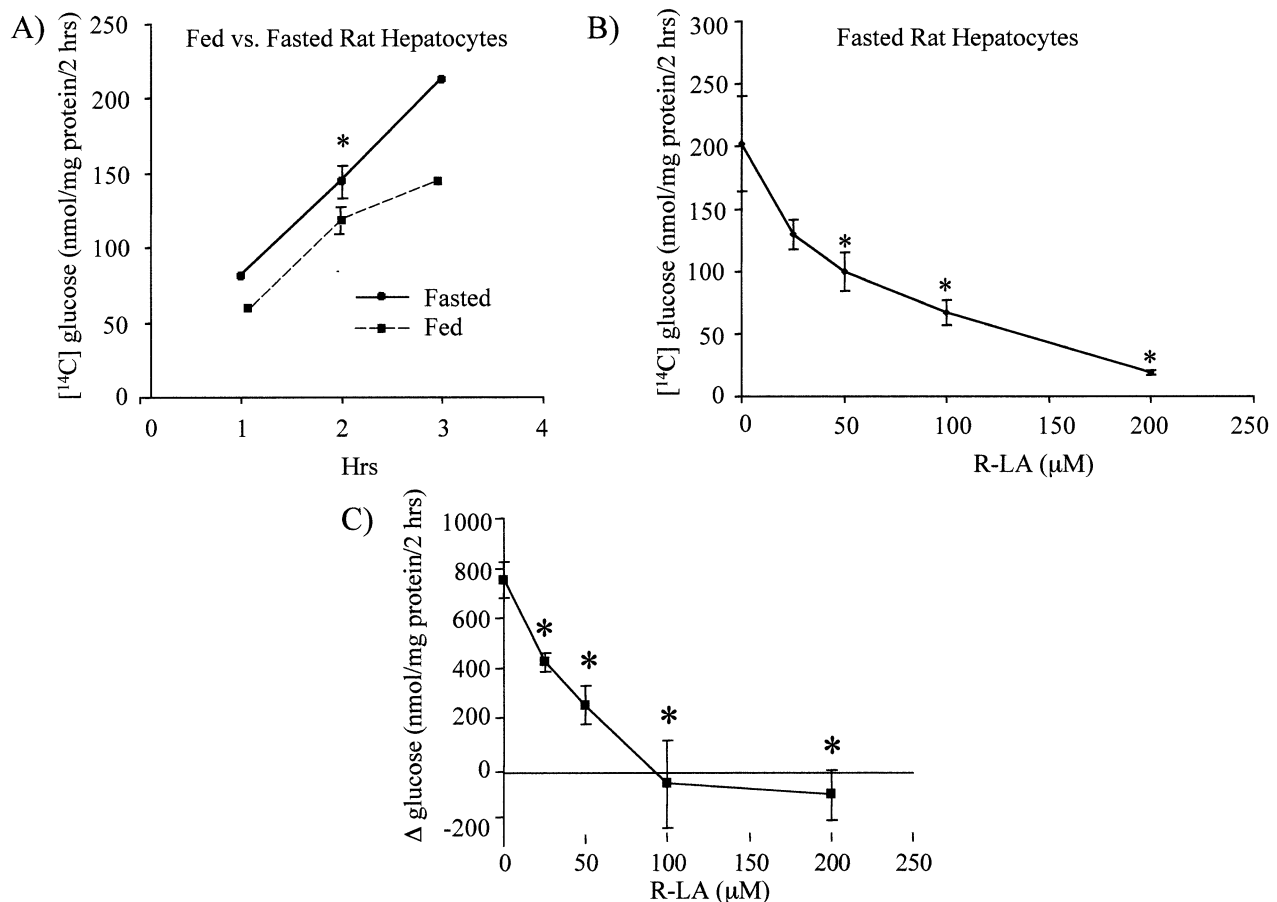 A)
Fed vs. Fasted Rat Hepatocytes
[¹⁴C] glucose (nmol/mg protein/2 hrs)
250
200
150
100
50
0
*
Fasted
Fed
0 1 2 3 4
Hrs
B)
Fasted Rat Hepatocytes
[¹⁴C] glucose (nmol/mg protein/2 hrs)
300
250
200
150
100
50
0
* * *
0 50 100 150 200 250
R-LA (μM)
C)
Δ glucose (nmol/mg protein/2 hrs)
1000
800
600
400
200
0
-200
* * * *
0 50 100 150 200 250
R-LA (μM)